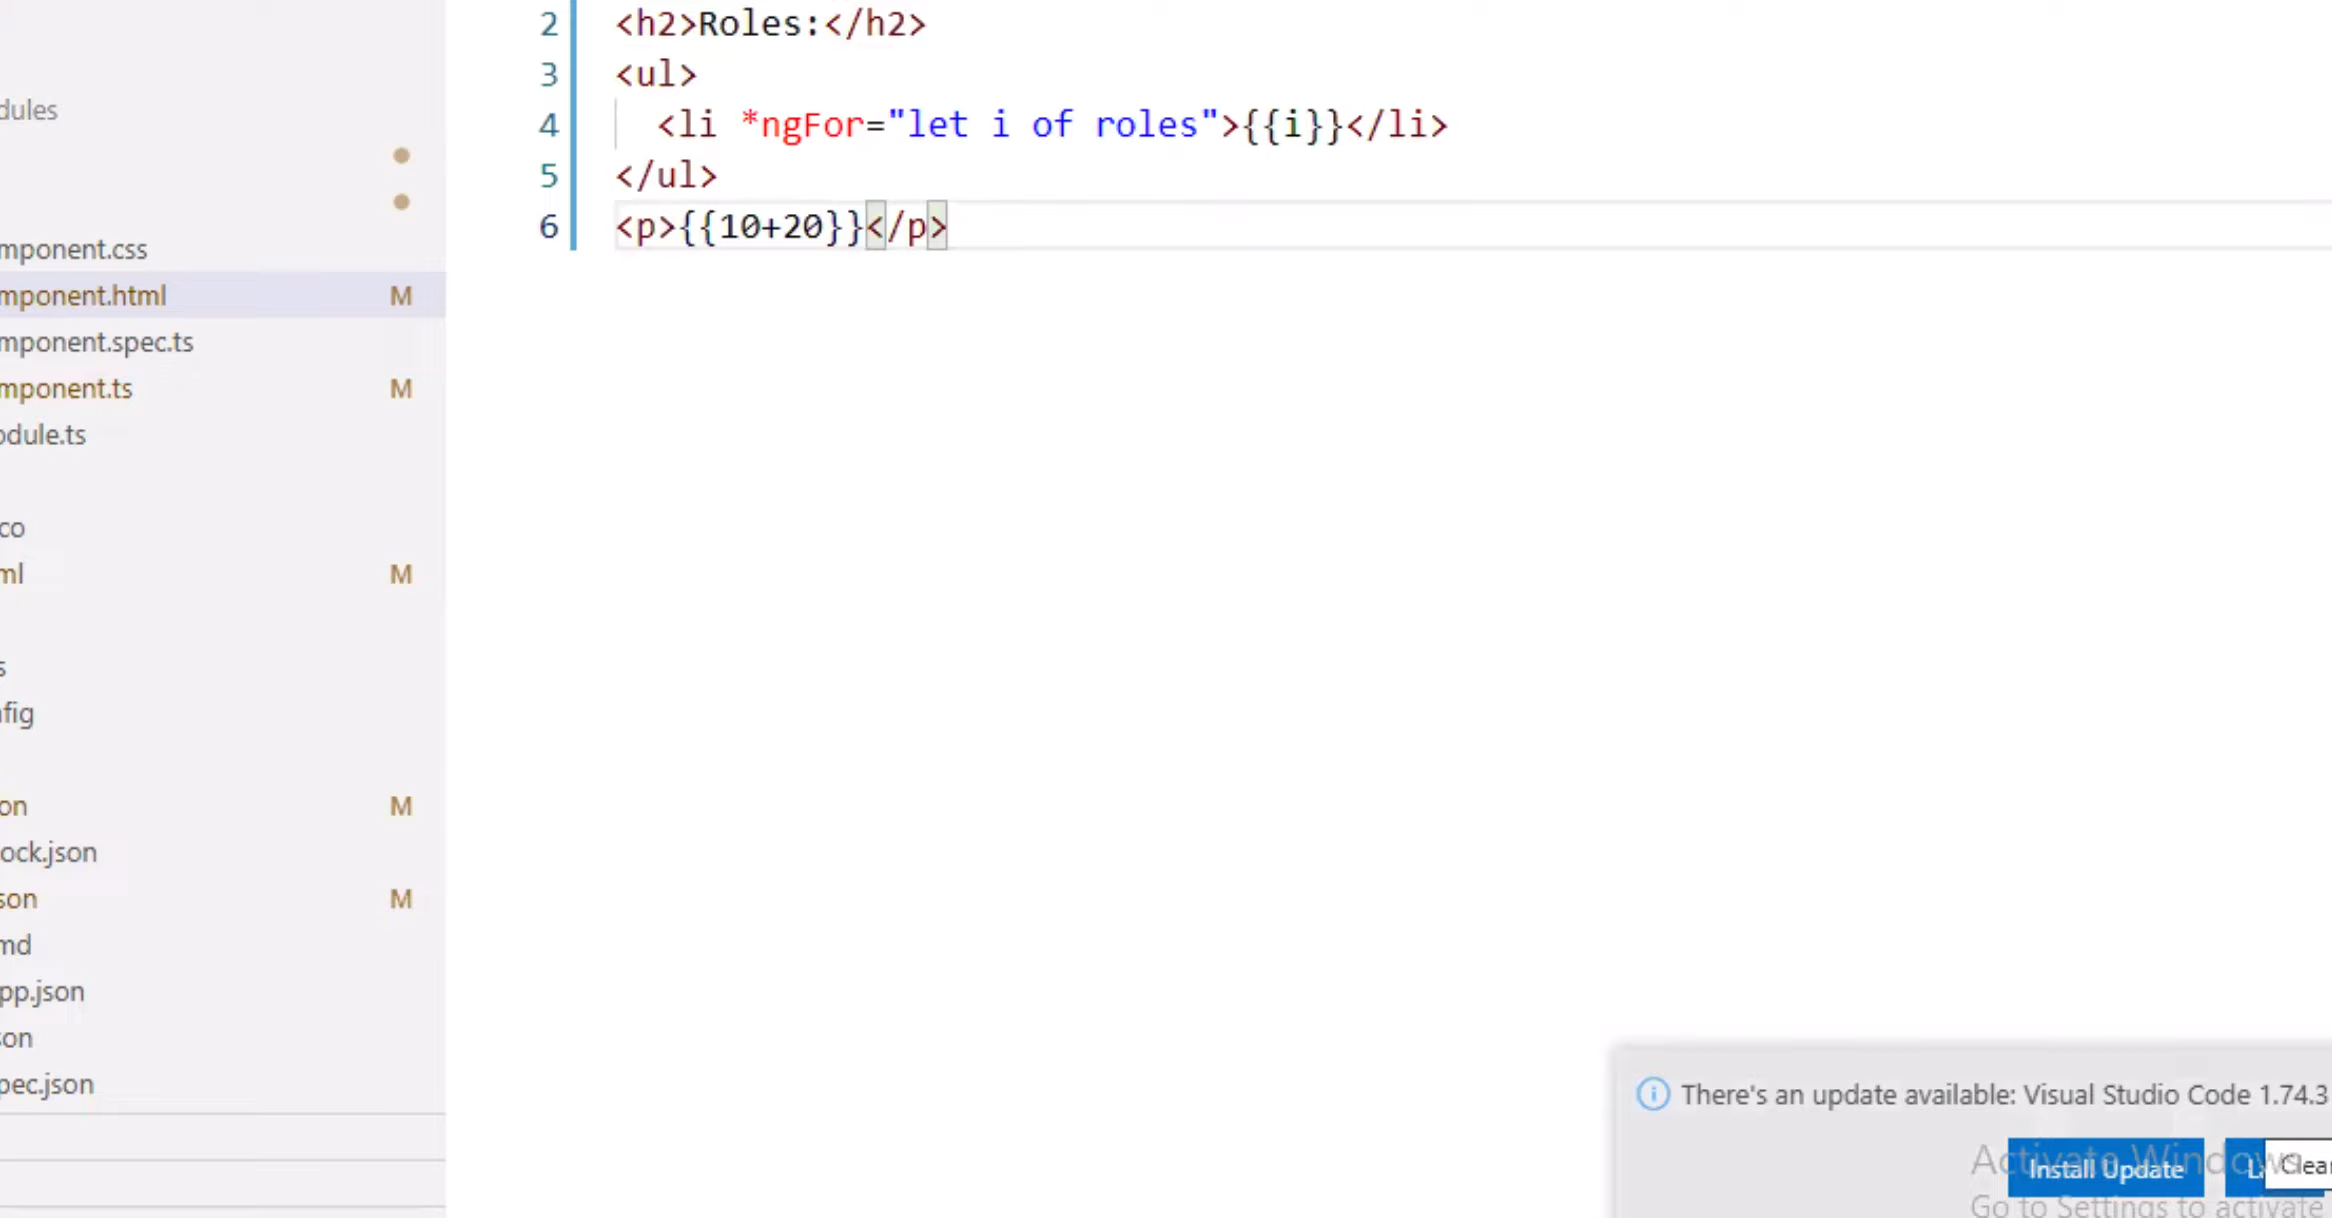 dules
mponent.css
mponent.html M
mponent.spec.ts
mponent.ts M
odule.ts
co
ml M
s
fig
on M
ock.json
son M
md
pp.json
on
pec.json
2 <h2>Roles:</h2>
3 <ul>
4 <li *ngFor="let i of roles">{{i}}</li>
5 </ul>
6 <p>{{10+20}}</p>
There's an update available: Visual Studio Code 1.74.3
Install Update
Clear
Activate Windows
Go to Settings to activate